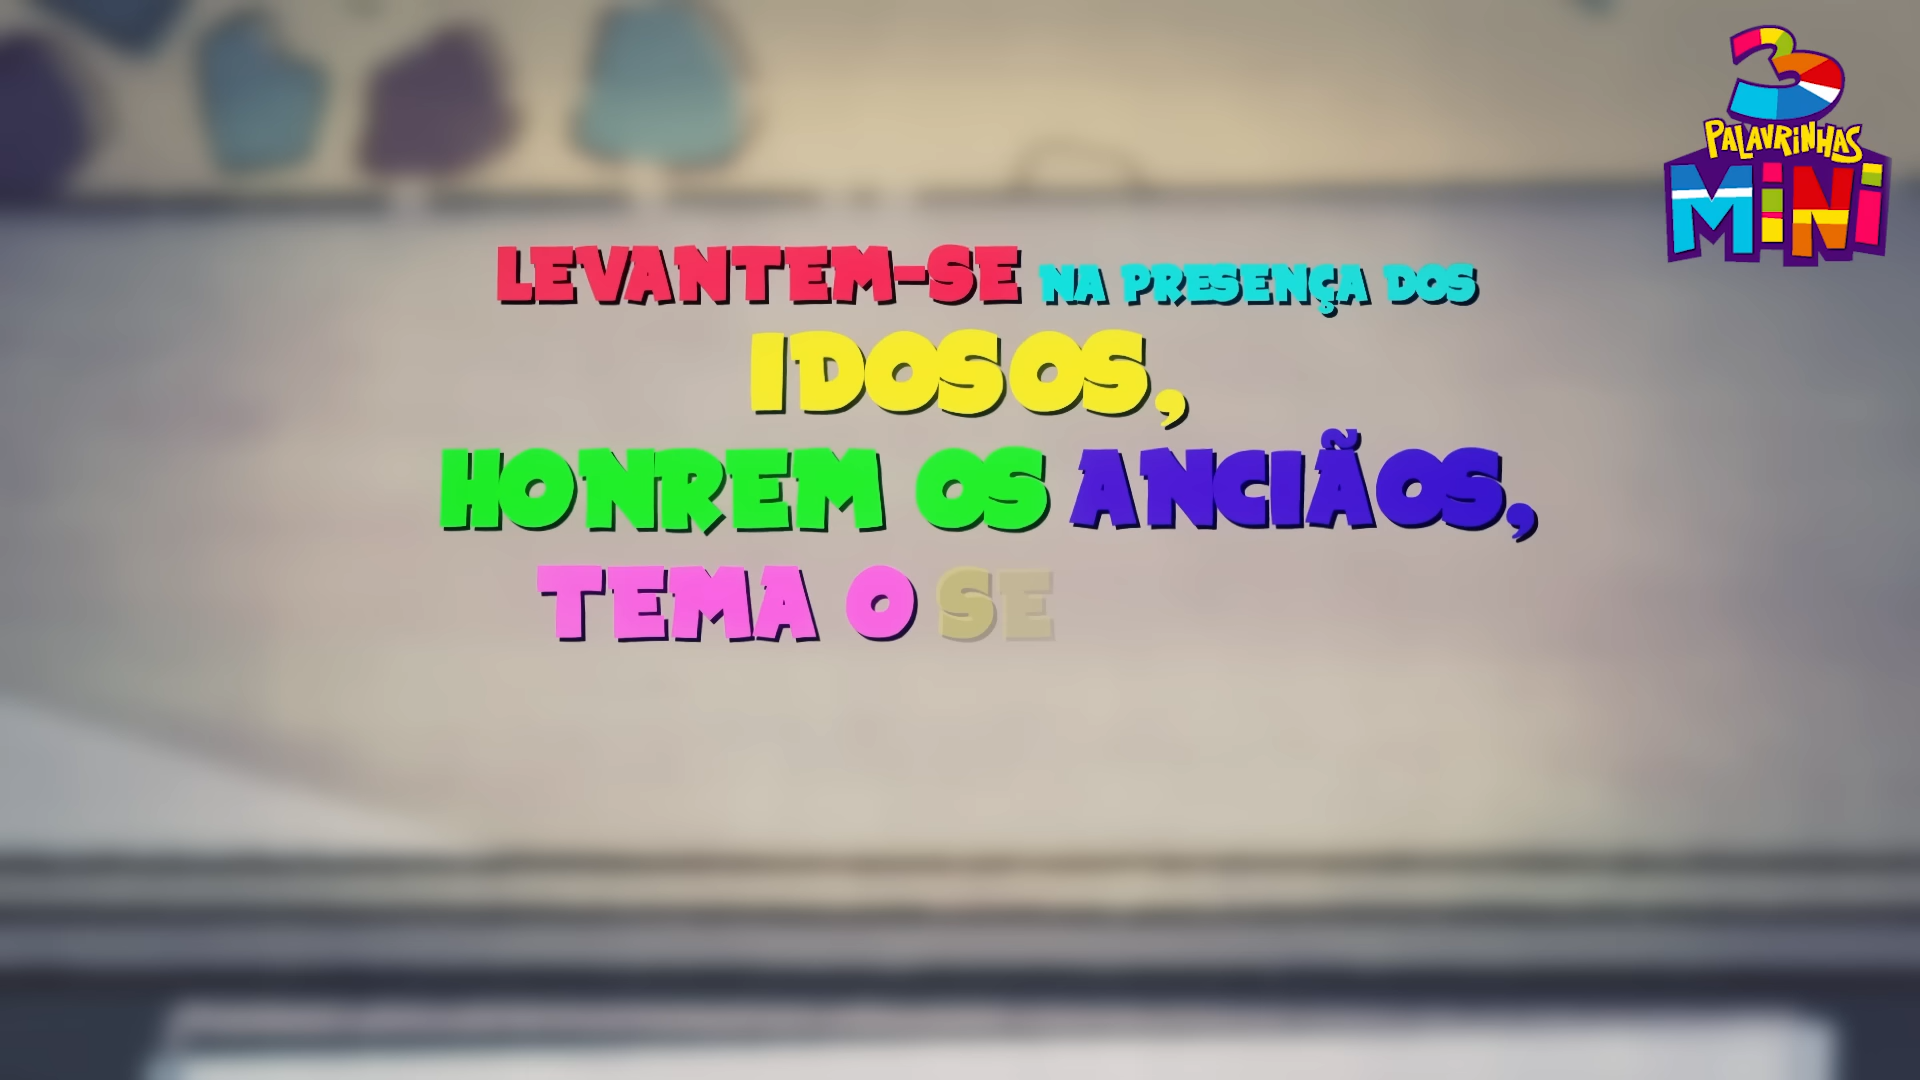 3
PALAVRINHAS
MINI
LEVANTEM-SE NA PRESENÇA DOS
IDOSOS,
HONREM OS ANCIÃOS,
TEMA O SE